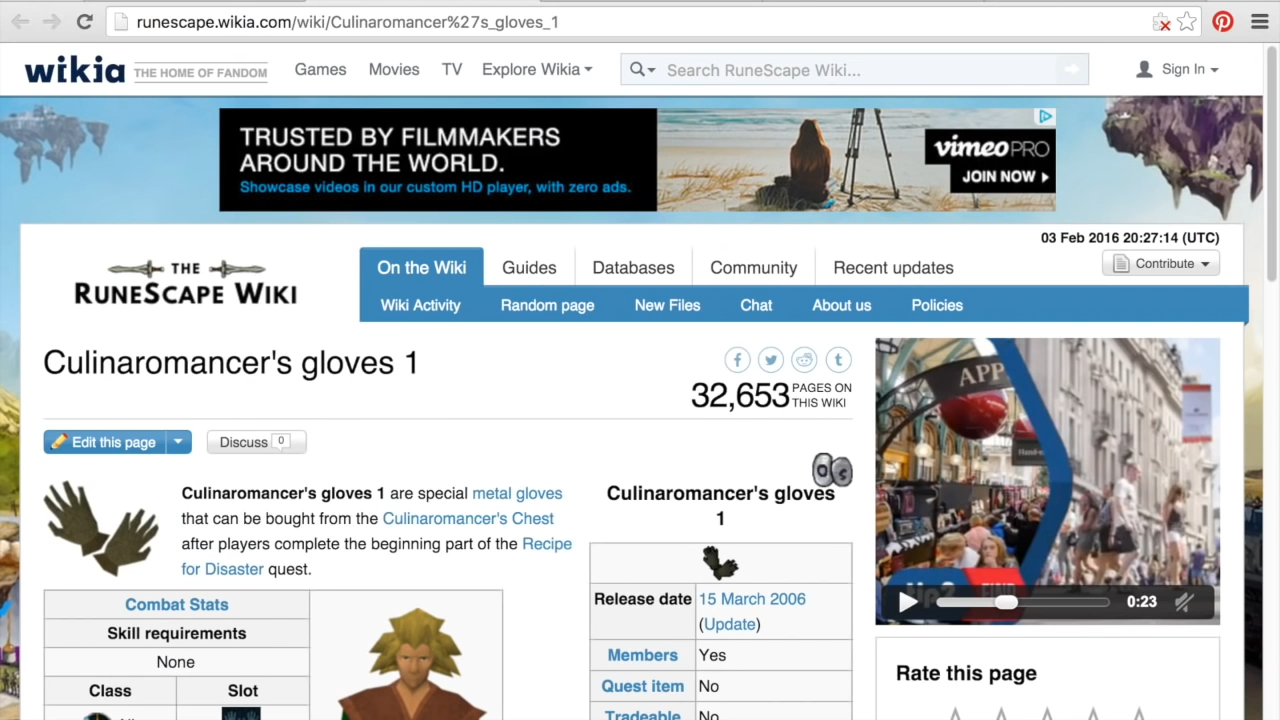 runescape.wikia.com/wiki/Culinaromancer%27s_gloves_1
wikia THE HOME OF FANDOM
Games Movies TV Explore Wikia
Search RuneScape Wiki...
Sign In
TRUSTED BY FILMMAKERS
AROUND THE WORLD.
Showcase videos in our custom HD player, with zero ads.
vimeo PRO
JOIN NOW
03 Feb 2016 20:27:14 (UTC)
THE
RUNESCAPE WIKI
On the Wiki Guides Databases Community Recent updates
Contribute
Wiki Activity Random page New Files Chat About us Policies
Culinaromancer's gloves 1
32,653 PAGES ON
THIS WIKI
Edit this page
Discuss 0
Culinaromancer's gloves 1 are special metal gloves
that can be bought from the Culinaromancer's Chest
after players complete the beginning part of the Recipe
for Disaster quest.
Combat Stats
Skill requirements
None
Class Slot
Culinaromancer's gloves
1
Release date 15 March 2006
(Update)
Members Yes
Quest item No
Tradeable No
APP
FIND
0:23
Rate this page